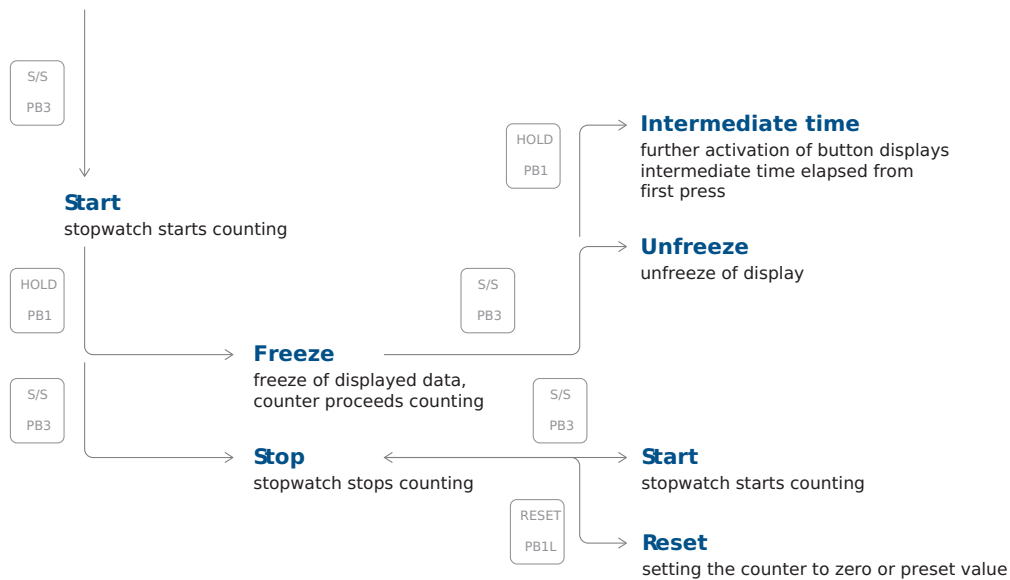 S/S
PB3
Start
stopwatch starts counting
HOLD
PB1
Intermediate time
further activation of button displays
intermediate time elapsed from
first press
Unfreeze
unfreeze of display
HOLD
PB1
S/S
PB3
Freeze
freeze of displayed data,
counter proceeds counting
S/S
PB3
S/S
PB3
Stop
stopwatch stops counting
Start
stopwatch starts counting
RESET
PB1L
Reset
setting the counter to zero or preset value